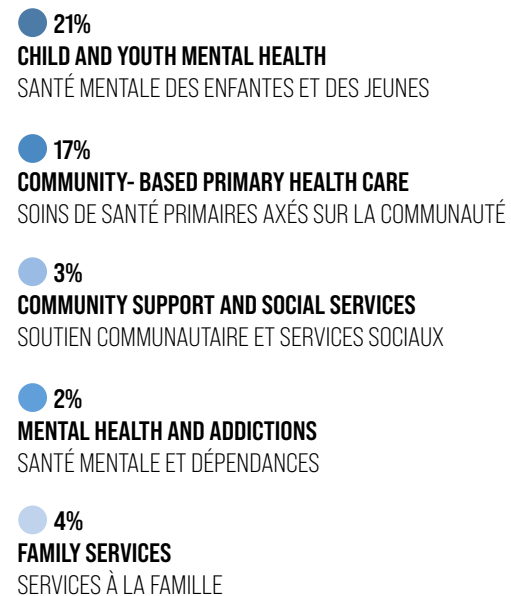 21%
CHILD AND YOUTH MENTAL HEALTH
SANTÉ MENTALE DES ENFANTES ET DES JEUNES
17%
COMMUNITY- BASED PRIMARY HEALTH CARE
SOINS DE SANTÉ PRIMAIRES AXÉS SUR LA COMMUNAUTÉ
3%
COMMUNITY SUPPORT AND SOCIAL SERVICES
SOUTIEN COMMUNAUTAIRE ET SERVICES SOCIAUX
2%
MENTAL HEALTH AND ADDICTIONS
SANTÉ MENTALE ET DÉPENDANCES
4%
FAMILY SERVICES
SERVICES À LA FAMILLE